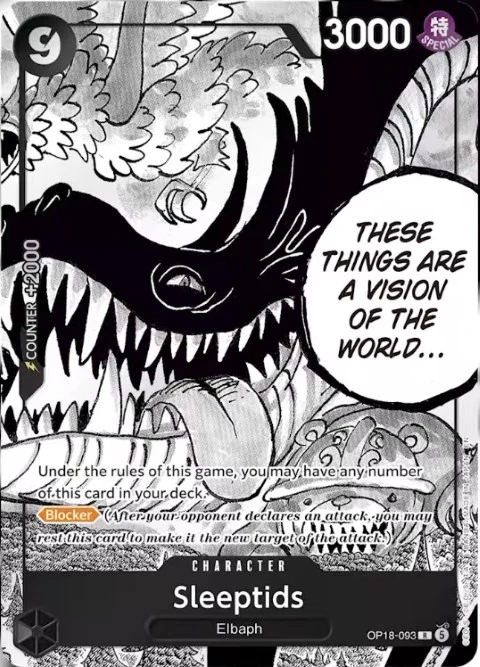 9
3000
特
SPECIAL
THESE
THINGS ARE
A VISION
OF THE
WORLD...
COUNTER +2000
Under the rules of this game, you may have any number
of this card in your deck.
Blocker (After your opponent declares an attack, you may
rest this card to make it the new target of the attack.)
CHARACTER
Sleeptids
Elbaph
OP18-093 R 5